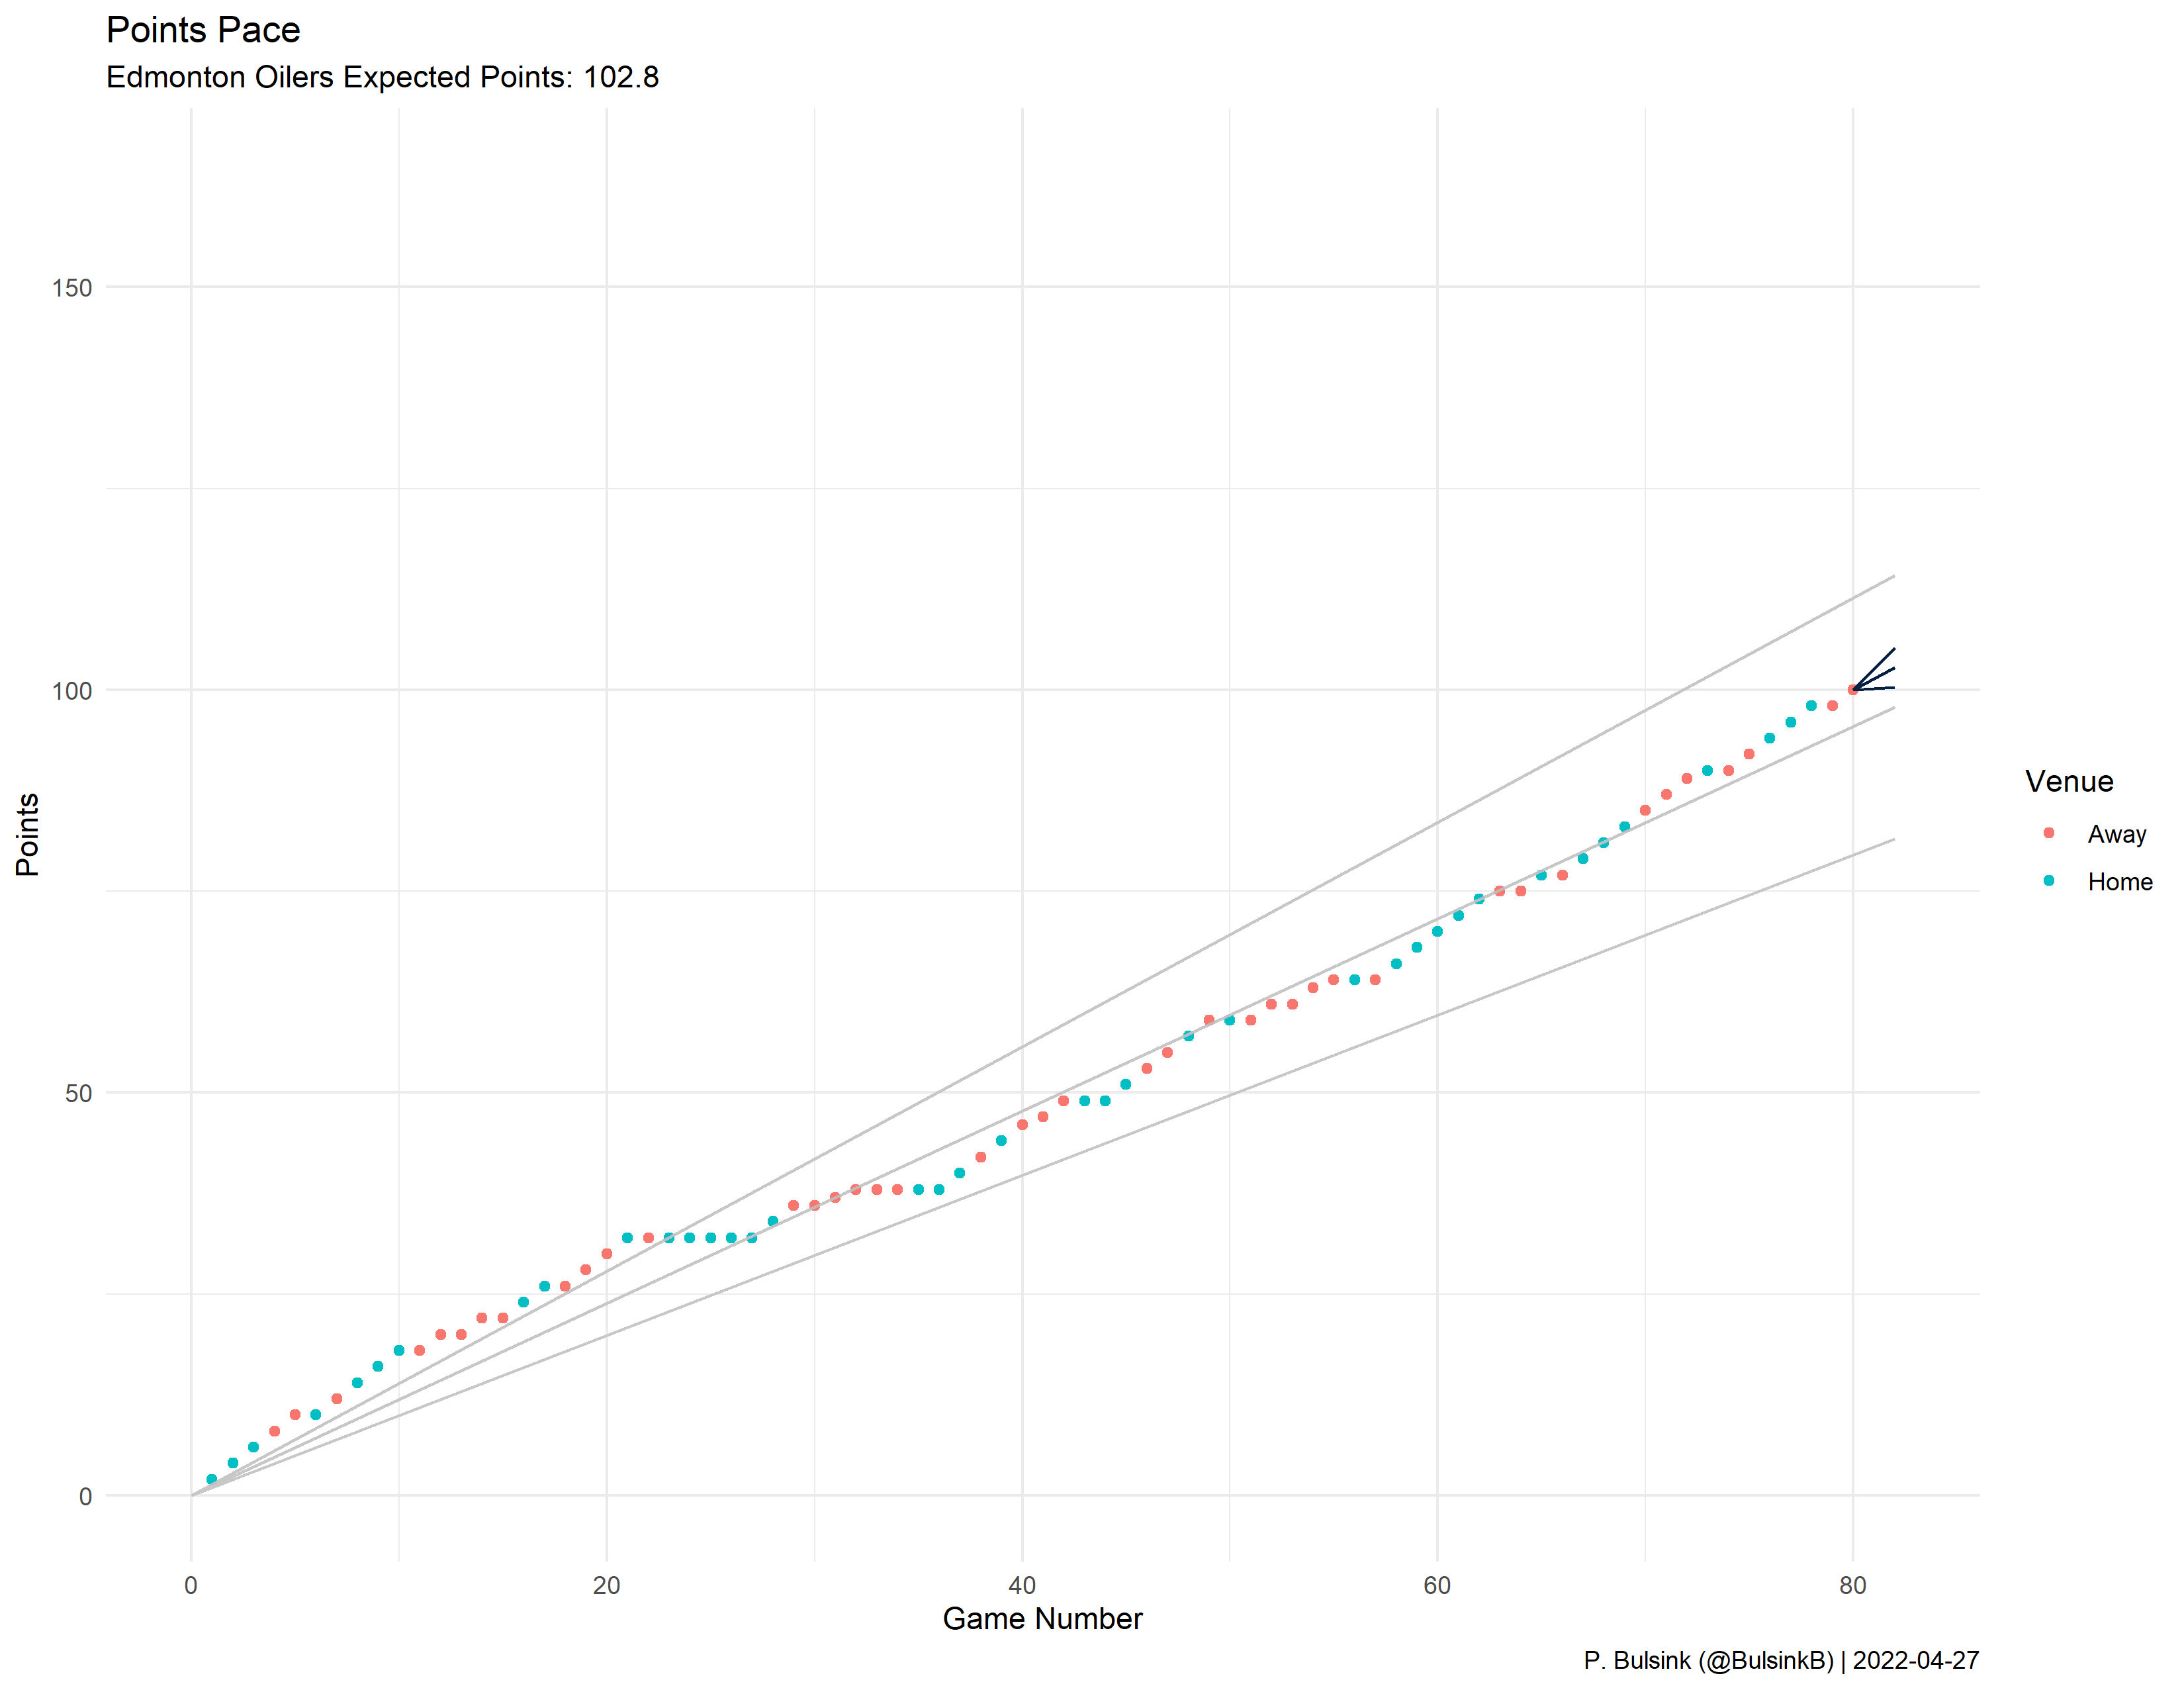 Points Pace
Edmonton Oilers Expected Points: 102.8
150
100
50
0
Points
0 20 40 60 80
Game Number
Venue
Away
Home
P. Bulsink (@BulsinkB) | 2022-04-27